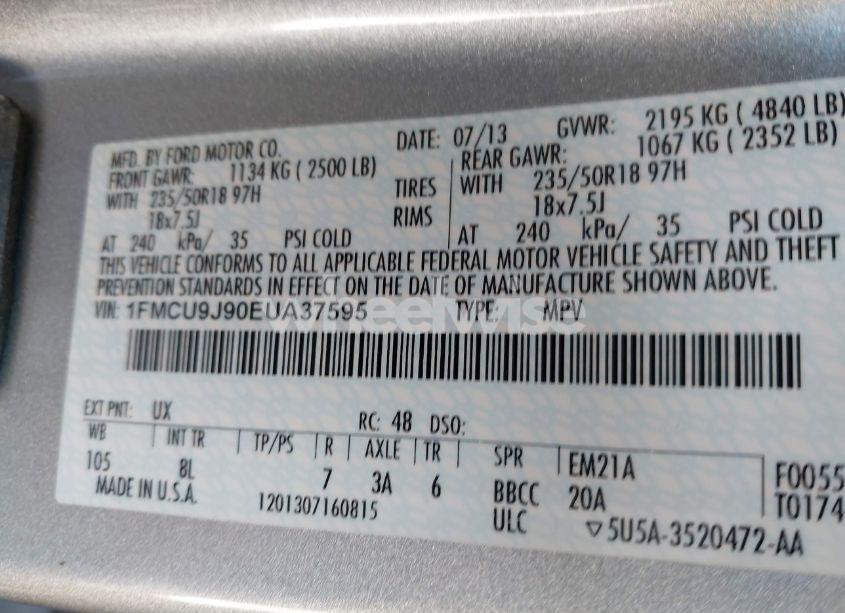 MFD. BY FORD MOTOR CO. DATE: 07/13 GVWR: 2195 KG ( 4840 LB)
FRONT GAWR: 1134 KG ( 2500 LB) REAR GAWR: 1067 KG ( 2352 LB)
WITH 235/50R18 97H TIRES WITH 235/50R18 97H
18x7.5J RIMS 18x7.5J
AT 240 kPa/ 35 PSI COLD AT 240 kPa/ 35 PSI COLD
THIS VEHICLE CONFORMS TO ALL APPLICABLE FEDERAL MOTOR VEHICLE SAFETY AND THEFT
PREVENTION STANDARDS IN EFFECT ON THE DATE OF MANUFACTURE SHOWN ABOVE.
VIN: 1FMCU9J90EUA37595 TYPE: MPV
wheelwise
EXT PNT: UX RC: 48 DSO:
WB INT TR TP/PS R AXLE TR SPR EM21A F0055
105 8L 7 3A 6 BBCC 20A T0174
MADE IN U.S.A. 1201307160815 ULC ▽5U5A-3520472-AA